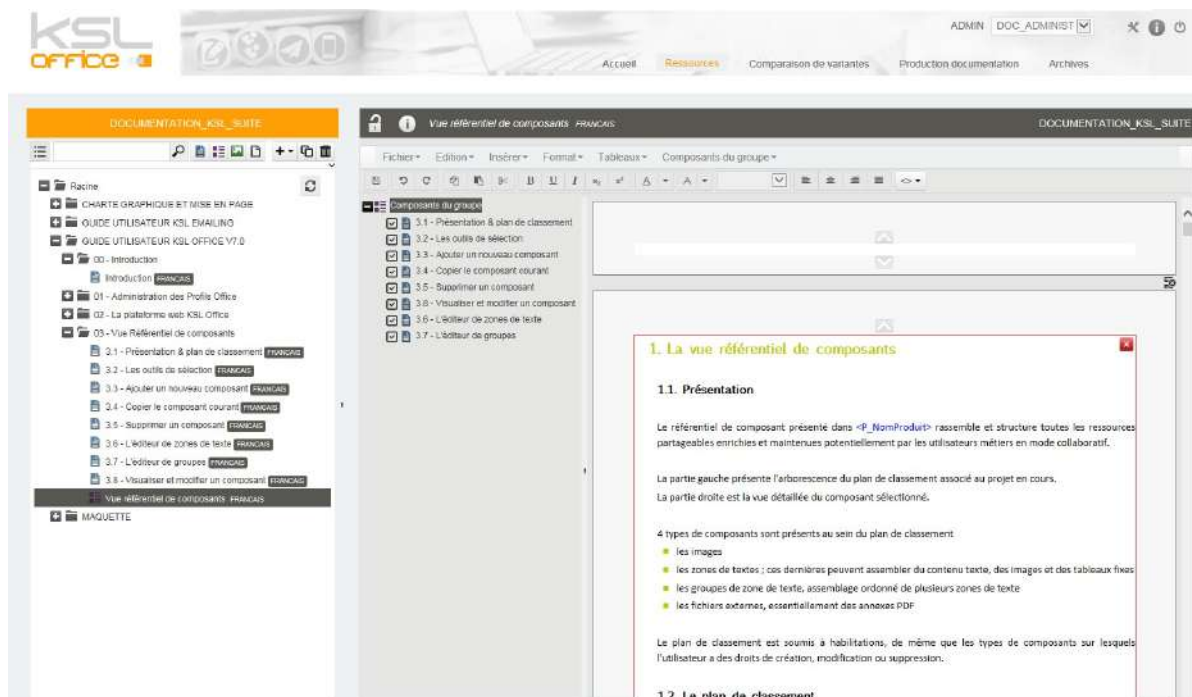 KSL
office
ADMIN DOC_ADMINIST
Accueil Ressources Comparaison de variantes Production documentation Archives
DOCUMENTATION_KSL_SUITE
Racine
CHARTE GRAPHIQUE ET MISE EN PAGE
GUIDE UTILISATEUR KSL EMAILING
GUIDE UTILISATEUR KSL OFFICE V7.0
00 - Introduction
Introduction FRANCAIS
01 - Administration des Profils Office
02 - La plateforme web KSL Office
03 - Vue Référentiel de composants
3.1 - Présentation & plan de classement FRANCAIS
3.2 - Les outils de sélection FRANCAIS
3.3 - Ajouter un nouveau composant FRANCAIS
3.4 - Copier le composant courant FRANCAIS
3.5 - Supprimer un composant FRANCAIS
3.6 - L'éditeur de zones de texte FRANCAIS
3.7 - L'éditeur de groupes FRANCAIS
3.8 - Visualiser et modifier un composant FRANCAIS
Vue référentiel de composants FRANCAIS
MAQUETTE
Vue référentiel de composants FRANCAIS DOCUMENTATION_KSL_SUITE
Fichier Edition Insérer Format Tableaux Composants du groupe
Composants du groupe
3.1 - Présentation & plan de classement
3.2 - Les outils de sélection
3.3 - Ajouter un nouveau composant
3.4 - Copier le composant courant
3.5 - Supprimer un composant
3.8 - Visualiser et modifier un composant
3.6 - L'éditeur de zones de texte
3.7 - L'éditeur de groupes
1. La vue référentiel de composants
1.1. Présentation
Le référentiel de composant présenté dans <P_NomProduit> rassemble et structure toutes les ressources
partageables enrichies et maintenues potentiellement par les utilisateurs métiers en mode collaboratif.
La partie gauche présente l'arborescence du plan de classement associé au projet en cours.
La partie droite est la vue détaillée du composant sélectionné.
4 types de composants sont présents au sein du plan de classement
les images
les zones de textes ; ces dernières peuvent assembler du contenu texte, des images et des tableaux fixes
les groupes de zone de texte, assemblage ordonné de plusieurs zones de texte
les fichiers externes, essentiellement des annexes PDF
Le plan de classement est soumis à habilitations, de même que les types de composants sur lesquels
l'utilisateur a des droits de création, modification ou suppression.
1.2. Le plan de classement